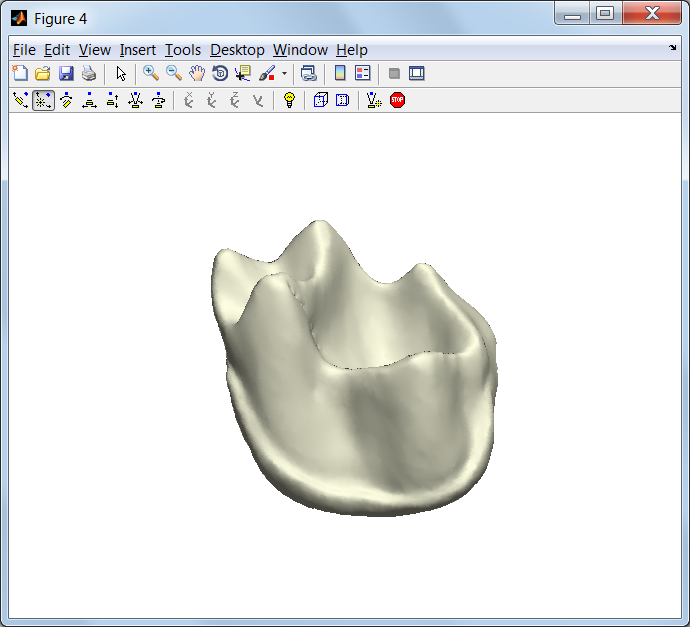 Figure 4
File Edit View Insert Tools Desktop Window Help
X Y Z V
STOP